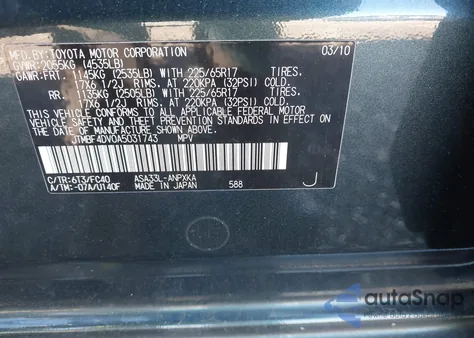 MFD.BY:TOYOTA MOTOR CORPORATION 03/10
GVWR:2055KG (4535LB)
GAWR:FRT. 1145KG (2535LB) WITH 225/65R17 TIRES.
17X6 1/2J RIMS, AT 220KPA (32PSI) COLD.
RR 1135KG (2505LB) WITH 225/65R17 TIRES.
17X6 1/2J RIMS, AT 220KPA (32PSI) COLD.
THIS VEHICLE CONFORMS TO ALL APPLICABLE FEDERAL MOTOR
VEHICLE SAFETY AND THEFT PREVENTION STANDARDS IN EFFECT
ON THE DATE OF MANUFACTURE SHOWN ABOVE.
JTMBF4DV0A5031743 MPV
C/TR:6T3/FC40 ASA33L-ANPXKA
A/TM:-07A/U140F MADE IN JAPAN 588 J
autoSnap